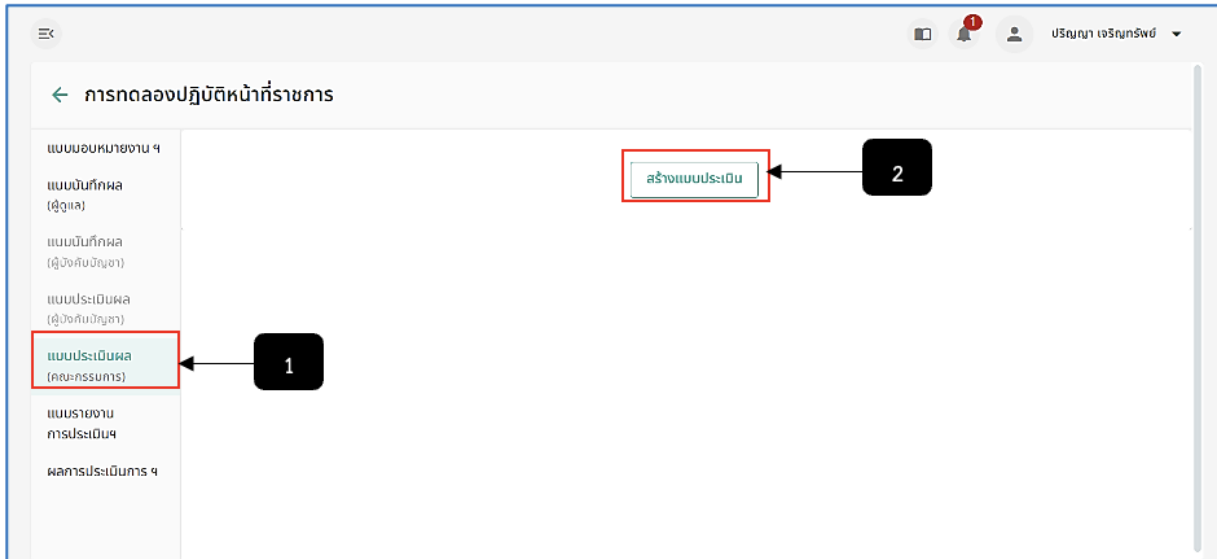 1
ปริญญา เจริญทรัพย์
การทดลองปฏิบัติหน้าที่ราชการ
แบบมอบหมายงาน ฯ
สร้างแบบประเมิน
2
แบบบันทึกผล
(ผู้ดูแล)
แบบบันทึกผล
(ผู้บังคับบัญชา)
แบบประเมินผล
(ผู้บังคับบัญชา)
แบบประเมินผล
(คณะกรรมการ)
1
แบบรายงาน
การประเมินฯ
ผลการประเมินการ ฯ